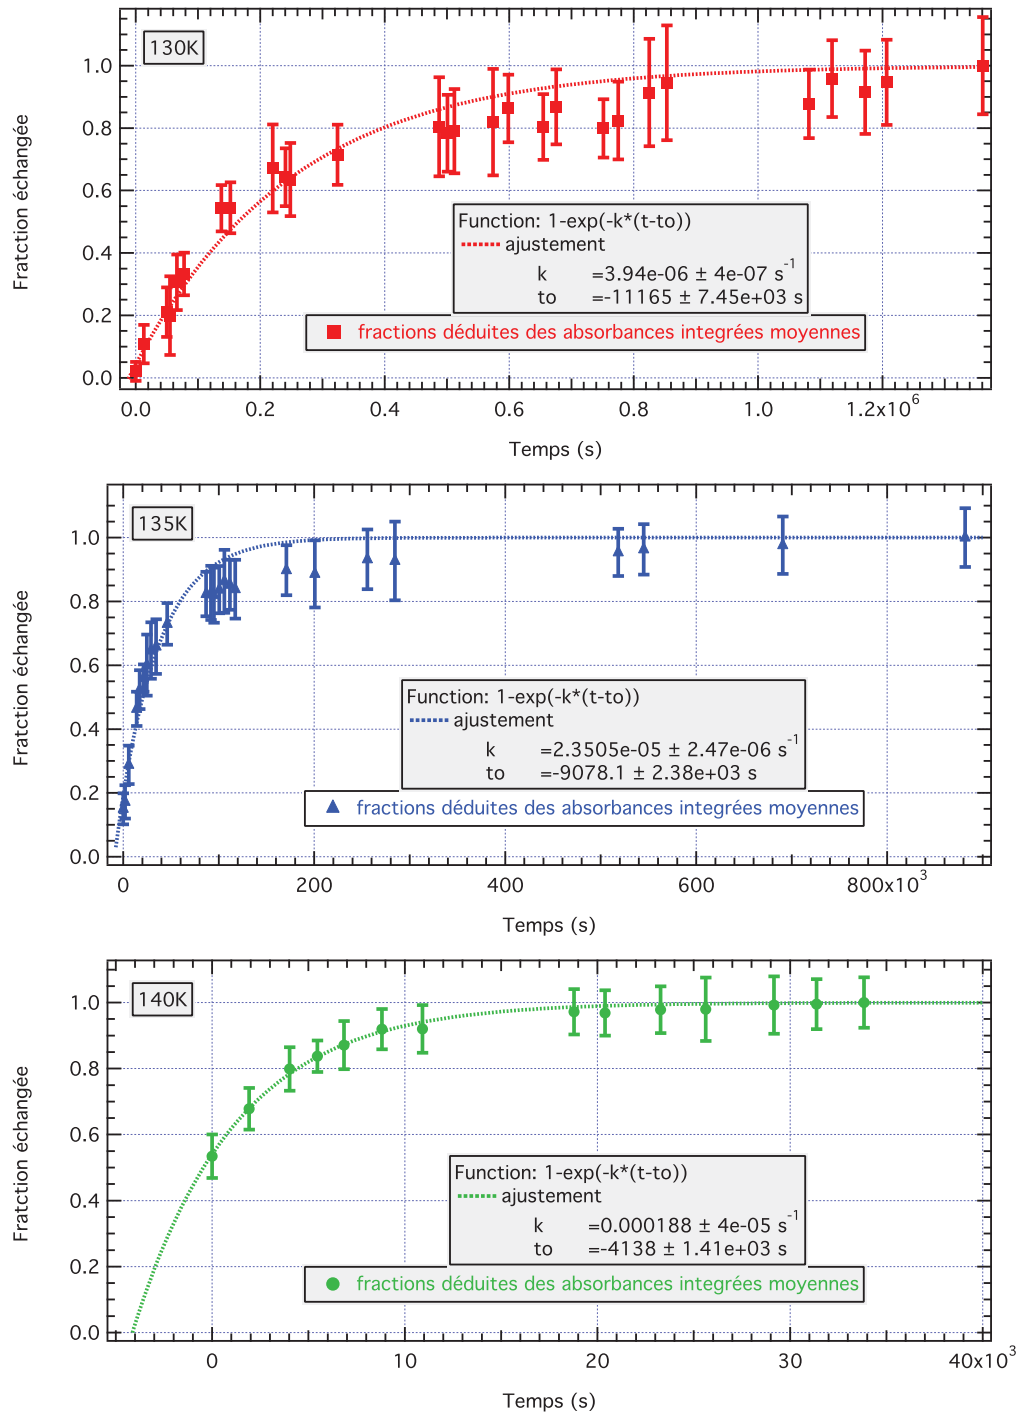 130K
Fratction échangée
1.0
0.8
0.6
0.4
0.2
0.0
Function: 1-exp(-k*(t-to))
ajustement
k =3.94e-06 ± 4e-07 s-1
to =-11165 ± 7.45e+03 s
fractions déduites des absorbances integrées moyennes
0.0 0.2 0.4 0.6 0.8 1.0 1.2x10^6
Temps (s)
135K
Fratction échangée
1.0
0.8
0.6
0.4
0.2
0.0
Function: 1-exp(-k*(t-to))
ajustement
k =2.3505e-05 ± 2.47e-06 s-1
to =-9078.1 ± 2.38e+03 s
fractions déduites des absorbances integrées moyennes
0 200 400 600 800x10^3
Temps (s)
140K
Fratction échangée
1.0
0.8
0.6
0.4
0.2
0.0
Function: 1-exp(-k*(t-to))
ajustement
k =0.000188 ± 4e-05 s-1
to =-4138 ± 1.41e+03 s
fractions déduites des absorbances integrées moyennes
0 10 20 30 40x10^3
Temps (s)